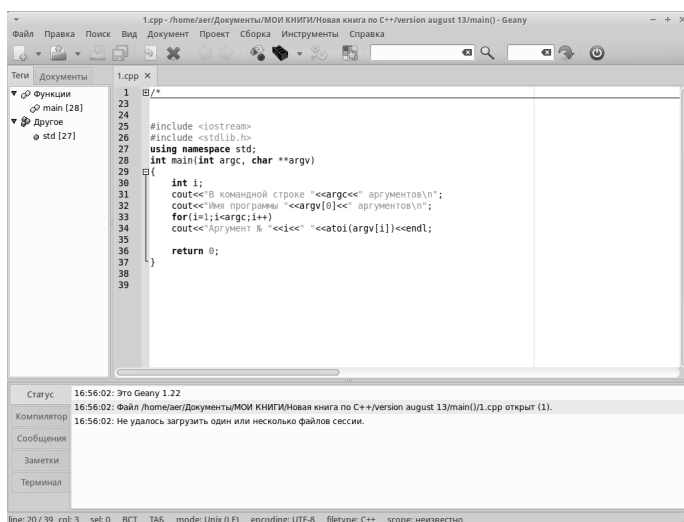 1.cpp - /home/aer/Документы/МОИ КНИГИ/Новая книга по C++/version august 13/main() - Geany
Файл Правка Поиск Вид Документ Проект Сборка Инструменты Справка
Теги Документы
1.cpp ×
Функции
main [28]
Другое
std [27]
1 /*
23
24
25 #include <iostream>
26 #include <stdlib.h>
27 using namespace std;
28 int main(int argc, char **argv)
29 {
30 int i;
31 cout<<"В командной строке "<<argc<<" аргументов\n";
32 cout<<"Имя программы "<<argv[0]<<" аргументов\n";
33 for(i=1;i<argc;i++)
34 cout<<"Аргумент № "<<i<<" "<<atoi(argv[i])<<endl;
35
36 return 0;
37 }
38
39
Статус
Компилятор
Сообщения
Заметки
Терминал
16:56:02: Это Geany 1.22
16:56:02: Файл /home/aer/Документы/МОИ КНИГИ/Новая книга по C++/version august 13/main()/1.cpp открыт (1).
16:56:02: Не удалось загрузить один или несколько файлов сессии.
line: 20 / 39 col: 3 sel: 0 ВСТ ТАБ mode: Unix (LF) encoding: UTF-8 filetype: C++ scope: неизвестно